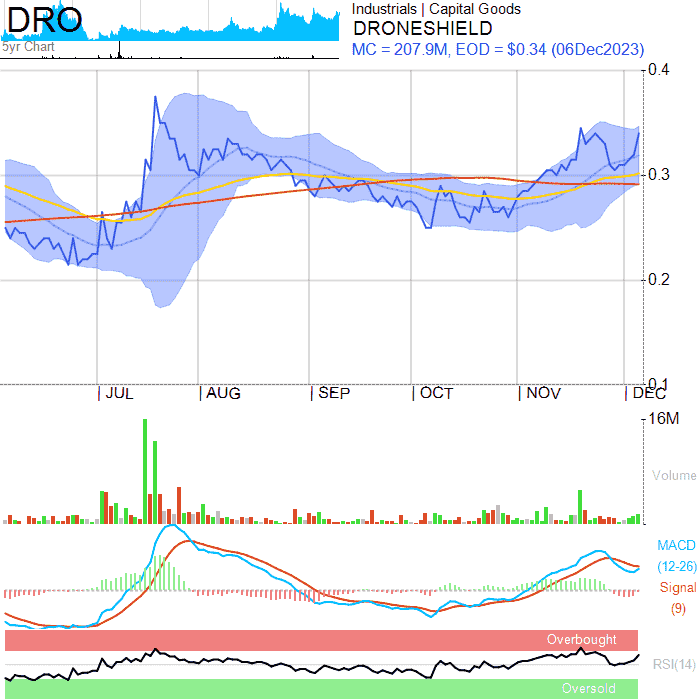 DRO
5yr Chart
Industrials | Capital Goods
DRONESHIELD
MC = 207.9M, EOD = $0.34 (06Dec2023)
0.4
0.3
0.2
0.1
JUL AUG SEP OCT NOV DEC
16M
Volume
MACD
(12-26)
Signal
(9)
Overbought
RSI(14)
Oversold